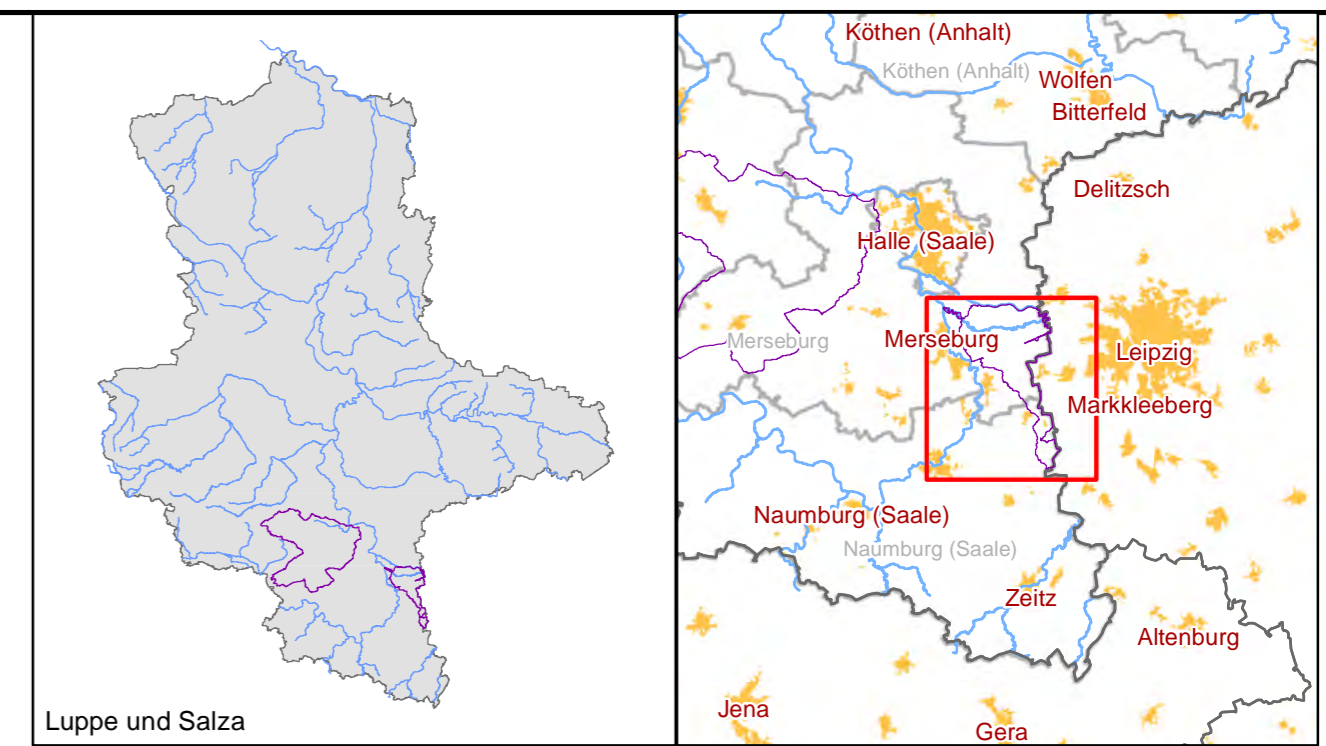 Luppe und Salza
Köthen (Anhalt)
Köthen (Anhalt)
Wolfen
Bitterfeld
Delitzsch
Halle (Saale)
Merseburg
Merseburg
Leipzig
Markkleeberg
Naumburg (Saale)
Naumburg (Saale)
Zeitz
Altenburg
Jena
Gera